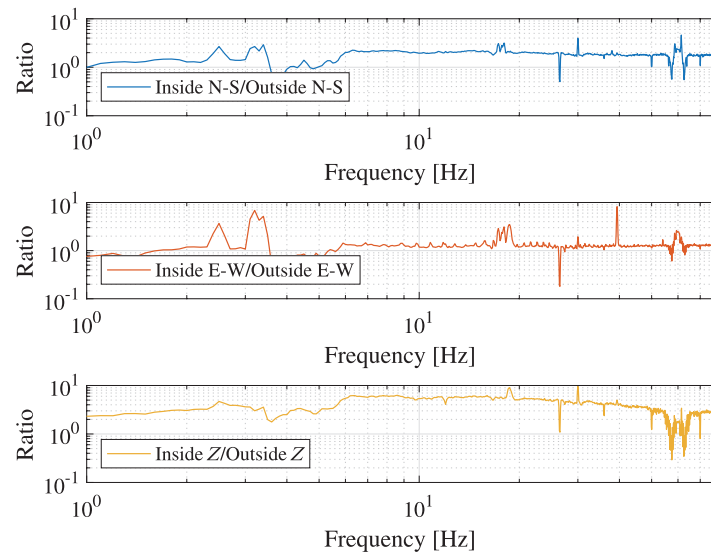 10^1
10^0
10^-1
Ratio
Inside N-S/Outside N-S
10^0
10^1
Frequency [Hz]
10^1
10^0
10^-1
Ratio
Inside E-W/Outside E-W
10^0
10^1
Frequency [Hz]
10^1
10^0
10^-1
Ratio
Inside Z/Outside Z
10^0
10^1
Frequency [Hz]